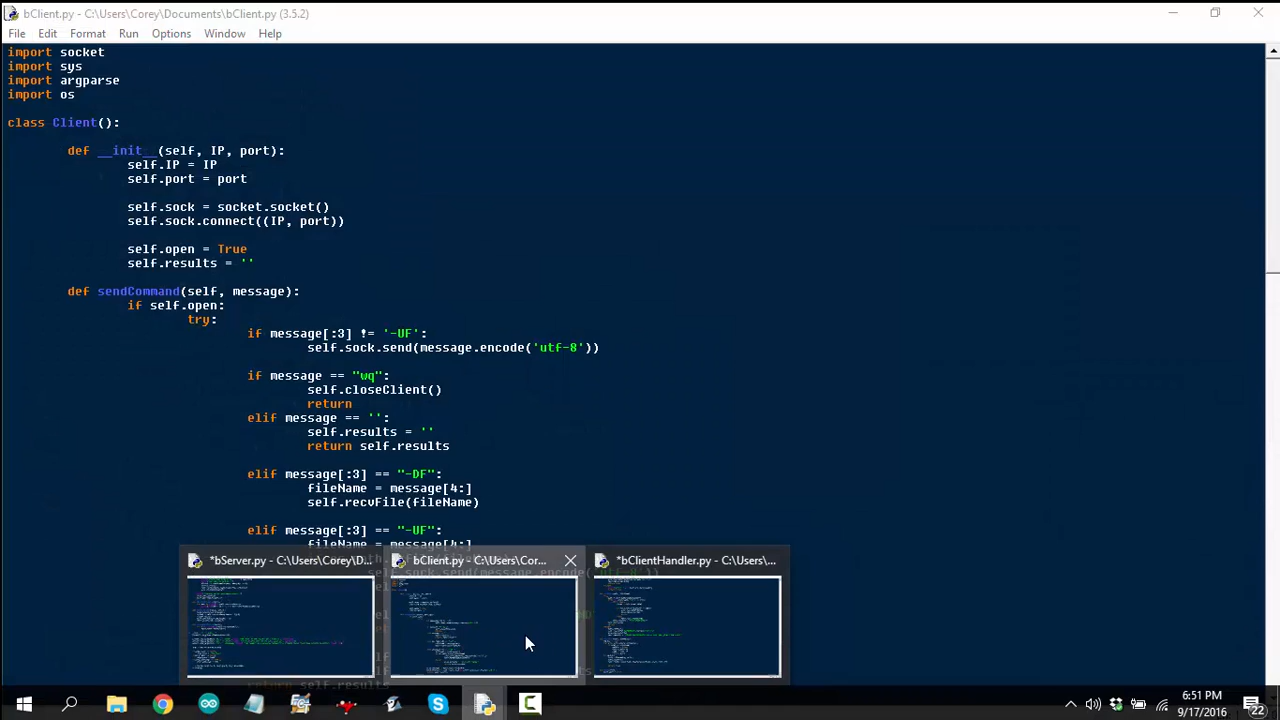 bClient.py - C:\Users\Corey\Documents\bClient.py (3.5.2)
File Edit Format Run Options Window Help
import socket
import sys
import argparse
import os
class Client():
def __init__(self, IP, port):
self.IP = IP
self.port = port
self.sock = socket.socket()
self.sock.connect((IP, port))
self.open = True
self.results = ''
def sendCommand(self, message):
if self.open:
try:
if message[:3] != '-UF':
self.sock.send(message.encode('utf-8'))
if message == "wq":
self.closeClient()
return
elif message == '':
self.results = ''
return self.results
elif message[:3] == "-DF":
fileName = message[4:]
self.recvFile(fileName)
elif message[:3] == "-UF":
fileName = message[4:]
*bServer.py - C:\Users\Corey\D...
bClient.py - C:\Users\Cor...
*bClientHandler.py - C:\Users\...
return self.results
6:51 PM
9/17/2016
22